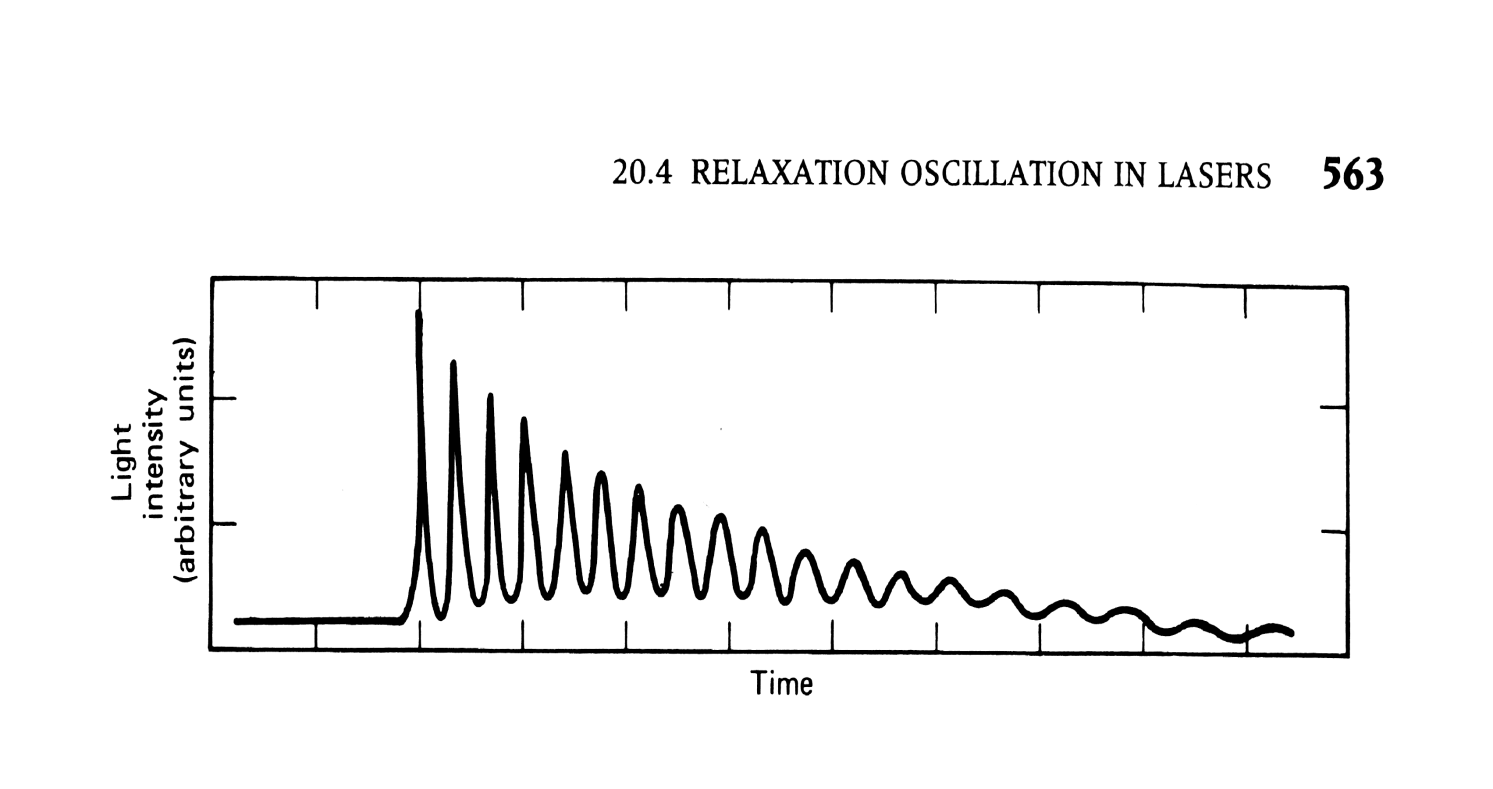 20.4 RELAXATION OSCILLATION IN LASERS 563
Light
intensity
(arbitrary units)
Time